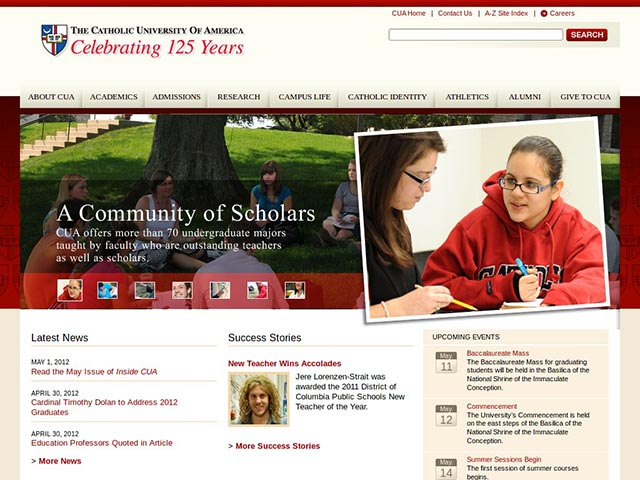 CUA Home | Contact Us | A-Z Site Index | Careers
THE CATHOLIC UNIVERSITY OF AMERICA
Celebrating 125 Years
SEARCH
ABOUT CUA ACADEMICS ADMISSIONS RESEARCH CAMPUS LIFE CATHOLIC IDENTITY ATHLETICS ALUMNI GIVE TO CUA
A Community of Scholars
CUA offers more than 70 undergraduate majors
taught by faculty who are outstanding teachers
as well as scholars.
Latest News
MAY 1, 2012
Read the May Issue of Inside CUA
APRIL 30, 2012
Cardinal Timothy Dolan to Address 2012
Graduates
APRIL 30, 2012
Education Professors Quoted in Article
> More News
Success Stories
New Teacher Wins Accolades
Jere Lorenzen-Strait was
awarded the 2011 District of
Columbia Public Schools New
Teacher of the Year.
> More Success Stories
UPCOMING EVENTS
May
11
Baccalaureate Mass
The Baccalaureate Mass for graduating
students will be held in the Basilica of the
National Shrine of the Immaculate
Conception.
May
12
Commencement
The University's Commencement is held
on the east steps of the Basilica of the
National Shrine of the Immaculate
Conception.
May
14
Summer Sessions Begin
The first session of summer courses
begins.